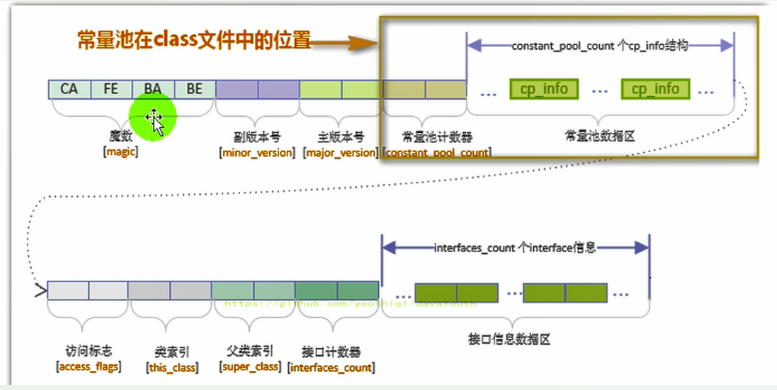 常量池在class文件中的位置
constant_pool_count 个cp_info结构
CA FE BA BE
... cp_info ... cp_info ...
魔数 副版本号 主版本号 常量池计数器 常量池数据区
[magic] [minor_version] [major_version] [constant_pool_count]
interfaces_count 个interface信息
... ... ...
https://github.com/youthlql/JavaYouth
访问标志 类索引 父类索引 接口计数器 接口信息数据区
[access_flags] [this_class] [super_class] [interfaces_count]